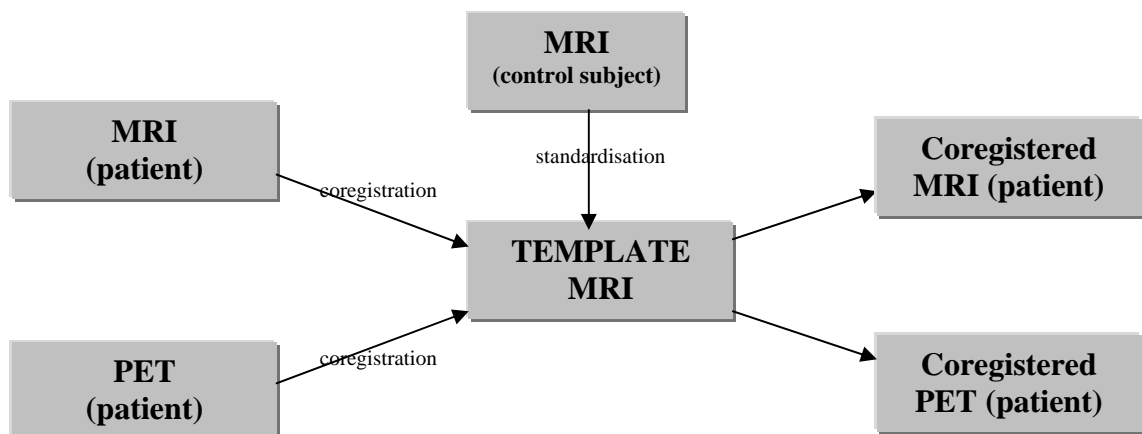 MRI
(control subject)
MRI
(patient)
standardisation
Coregistered
MRI (patient)
coregistration
TEMPLATE
MRI
PET
(patient)
coregistration
Coregistered
PET (patient)